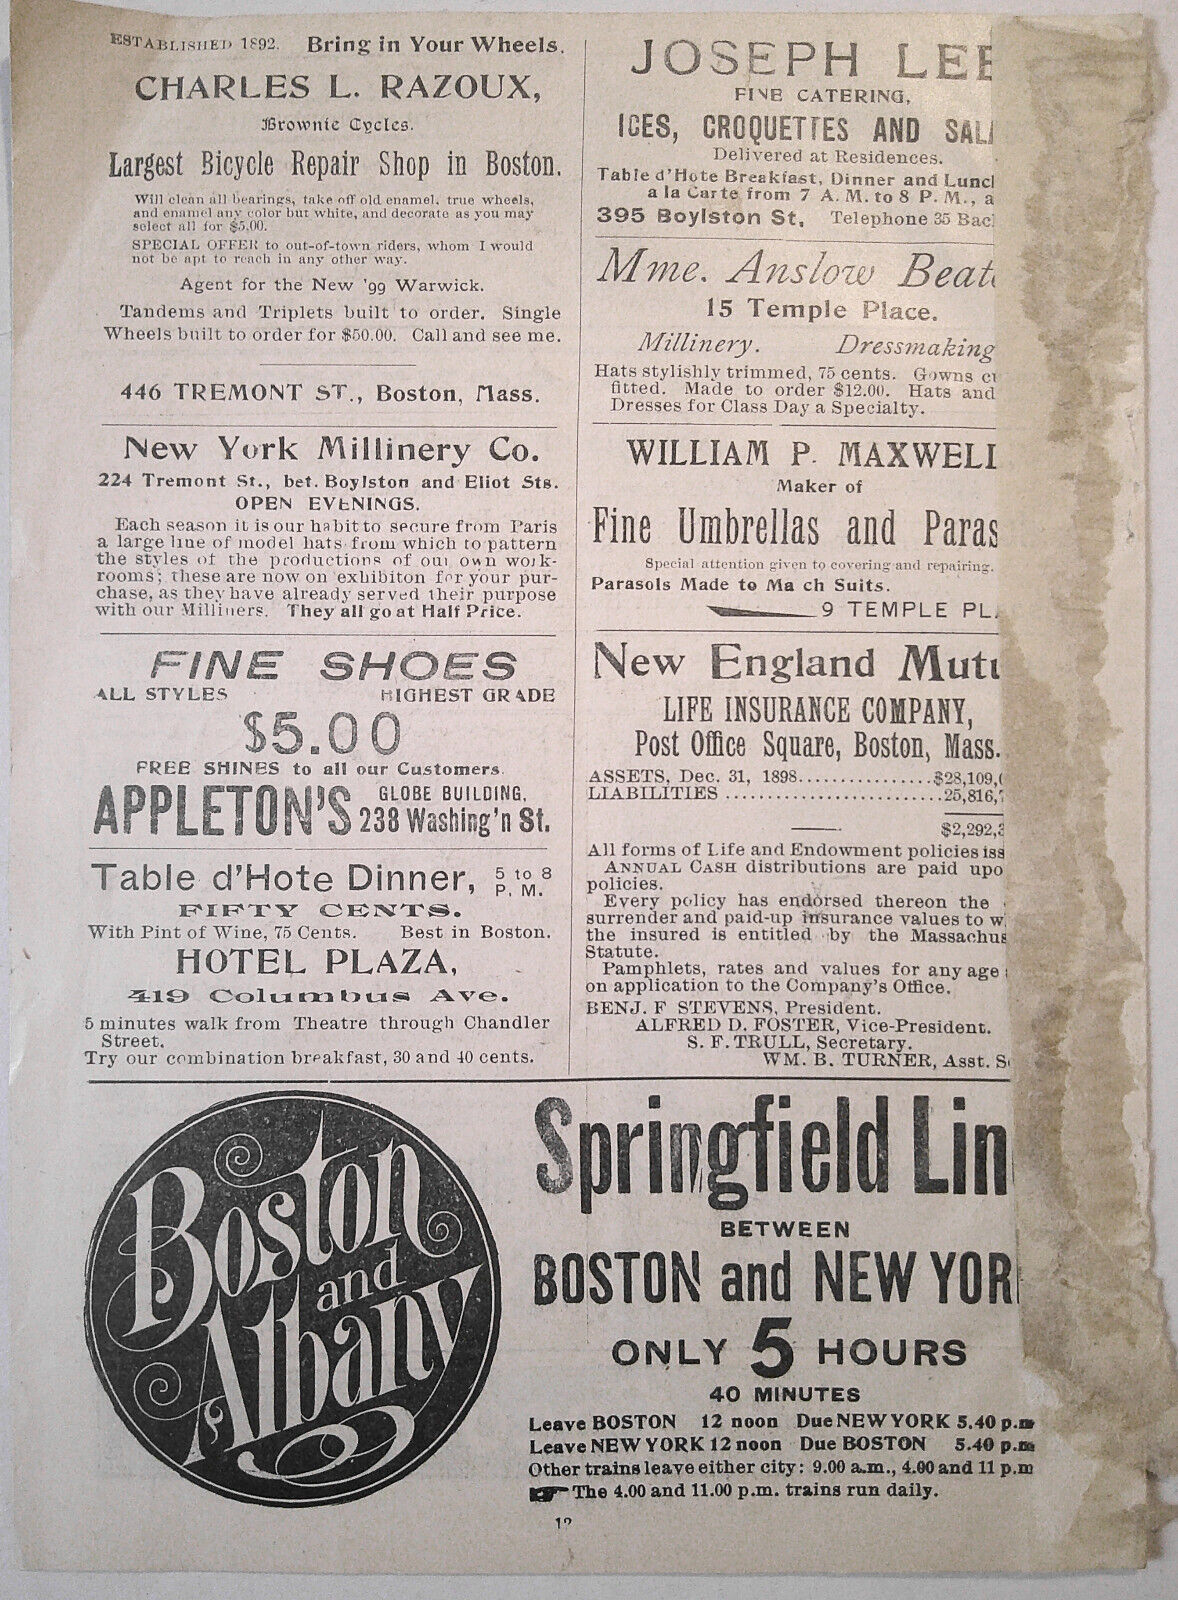 ESTABLISHED 1892. Bring in Your Wheels.
CHARLES L. RAZOUX,
Brownie Cycles.
Largest Bicycle Repair Shop in Boston.
Will clean all bearings, take off old enamel, true wheels,
and enamel any color but white, and decorate as you may
select all for $5.00.
SPECIAL OFFER to out-of-town riders, whom I would
not be apt to reach in any other way.
Agent for the New '99 Warwick.
Tandems and Triplets built to order. Single
Wheels built to order for $50.00. Call and see me.
446 TREMONT ST., Boston, Mass.
New York Millinery Co.
224 Tremont St., bet. Boylston and Eliot Sts.
OPEN EVENINGS.
Each season it is our habit to secure from Paris
a large line of model hats from which to pattern
the styles of the productions of our own work-
rooms; these are now on exhibiton for your pur-
chase, as they have already served their purpose
with our Milliners. They all go at Half Price.
FINE SHOES
ALL STYLES HIGHEST GRADE
$5.00
FREE SHINES to all our Customers.
APPLETON'S GLOBE BUILDING,
238 Washing'n St.
Table d'Hote Dinner, 5 to 8
P. M.
FIFTY CENTS.
With Pint of Wine, 75 Cents. Best in Boston.
HOTEL PLAZA,
419 Columbus Ave.
5 minutes walk from Theatre through Chandler
Street.
Try our combination breakfast, 30 and 40 cents.
JOSEPH LEE
FINE CATERING,
ICES, CROQUETTES AND SAL
Delivered at Residences.
Table d'Hote Breakfast, Dinner and Luncl
a la Carte from 7 A. M. to 8 P. M., a
395 Boylston St, Telephone 35 Bac
Mme. Anslow Beat
15 Temple Place.
Millinery. Dressmaking
Hats stylishly trimmed, 75 cents. Gowns c
fitted. Made to order $12.00. Hats and
Dresses for Class Day a Specialty.
WILLIAM P. MAXWELL
Maker of
Fine Umbrellas and Paras
Special attention given to covering and repairing.
Parasols Made to Ma ch Suits.
9 TEMPLE PL
New England Mutu
LIFE INSURANCE COMPANY,
Post Office Square, Boston, Mass.
ASSETS, Dec. 31, 1898...............$28,109,
LIABILITIES.........................25,816,
$2,292,3
All forms of Life and Endowment policies iss
ANNUAL CASH distributions are paid upo
policies.
Every policy has endorsed thereon the
surrender and paid-up insurance values to w
the insured is entitled by the Massachus
Statute.
Pamphlets, rates and values for any age
on application to the Company's Office.
BENJ. F STEVENS, President.
ALFRED D. FOSTER, Vice-President.
S. F. TRULL, Secretary.
WM. B. TURNER, Asst. S
Boston
and
Albany
Springfield Lin
BETWEEN
BOSTON and NEW YOR
ONLY 5 HOURS
40 MINUTES
Leave BOSTON 12 noon Due NEW YORK 5.40 p.m
Leave NEW YORK 12 noon Due BOSTON 5.40 p.m
Other trains leave either city: 9.00 a.m., 4.00 and 11 p.m
The 4.00 and 11.00 p.m. trains run daily.
12